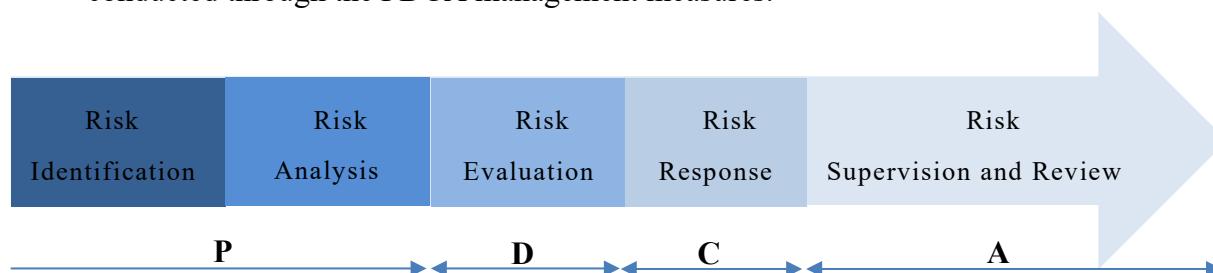 Risk Identification
Risk Analysis
Risk Evaluation
Risk Response
Risk Supervision and Review
P D C A